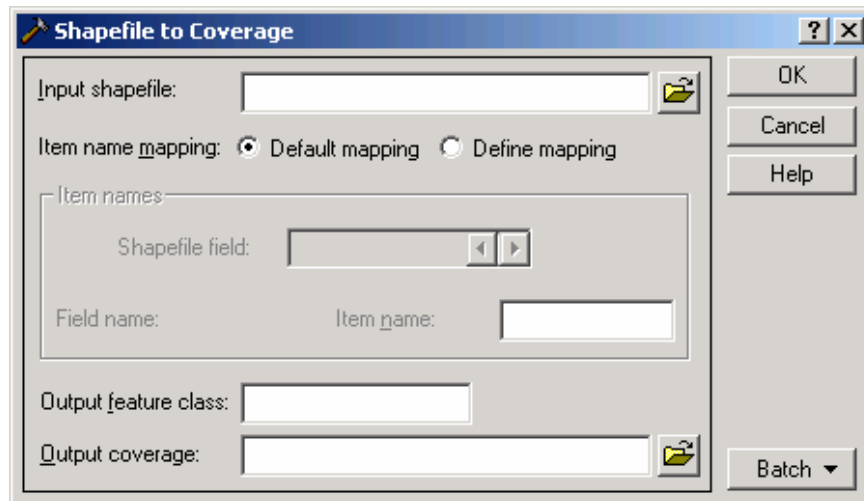 Shapefile to Coverage
Input shapefile:
OK
Cancel
Help
Item name mapping: Default mapping Define mapping
Item names
Shapefile field:
Field name: Item name:
Output feature class:
Output coverage:
Batch